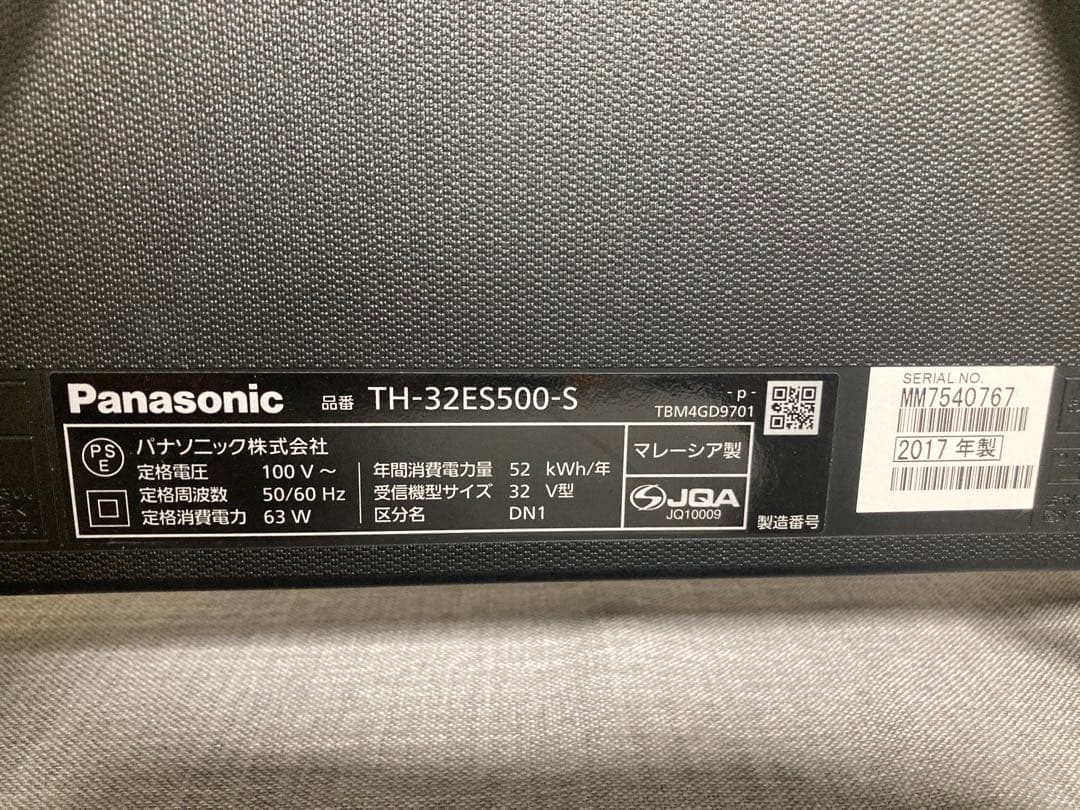 Panasonic 品番 TH-32ES500-S
- p -
TBM4GD9701
PS
E
パナソニック株式会社
定格電圧 100 V ～
定格周波数 50/60 Hz
定格消費電力 63 W
年間消費電力量 52 kWh/年
受信機型サイズ 32 V型
区分名 DN1
マレーシア製
JQA
JQ10009
製造番号
SERIAL NO.
MM7540767
2017 年製